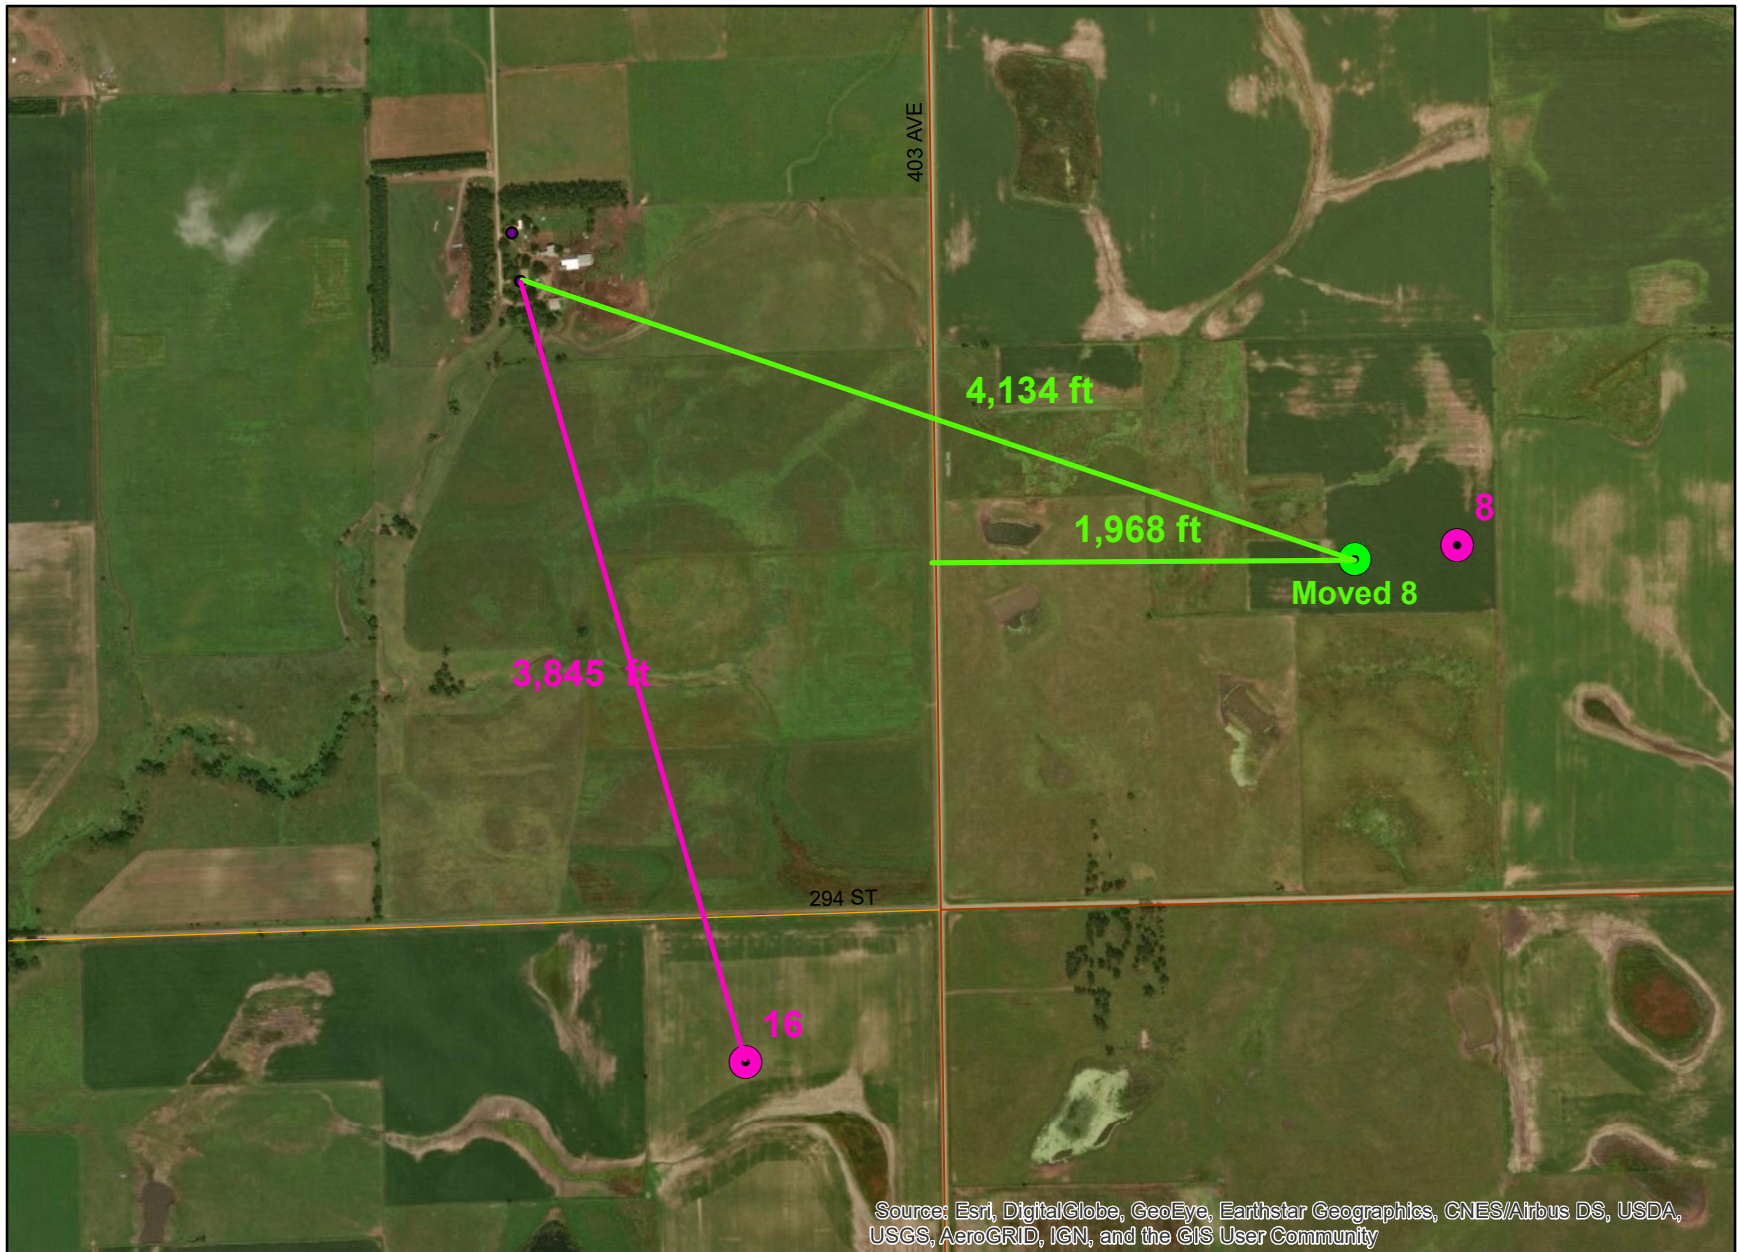 403 AVE
4,134 ft
8
1,968 ft
Moved 8
3,845 ft
294 ST
16
Source: Esri, DigitalGlobe, GeoEye, Earthstar Geographics, CNES/Airbus DS, USDA,
USGS, AeroGRID, IGN, and the GIS User Community